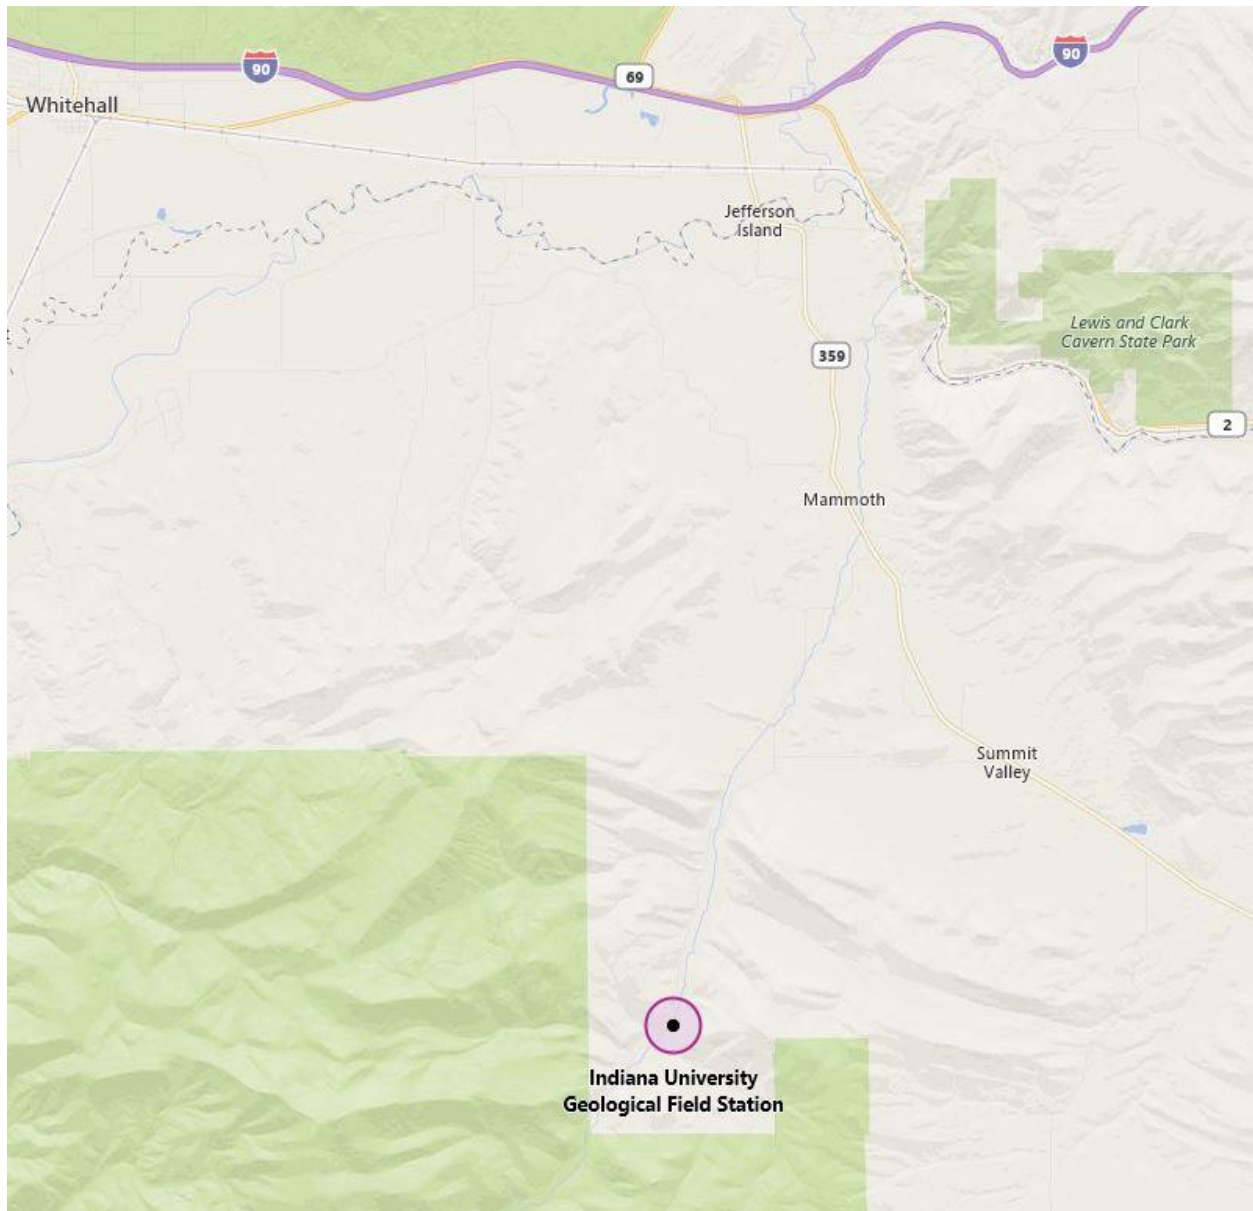 90
90
69
Whitehall
Jefferson
Island
Lewis and Clark
Cavern State Park
359
2
Mammoth
Summit
Valley
Indiana University
Geological Field Station